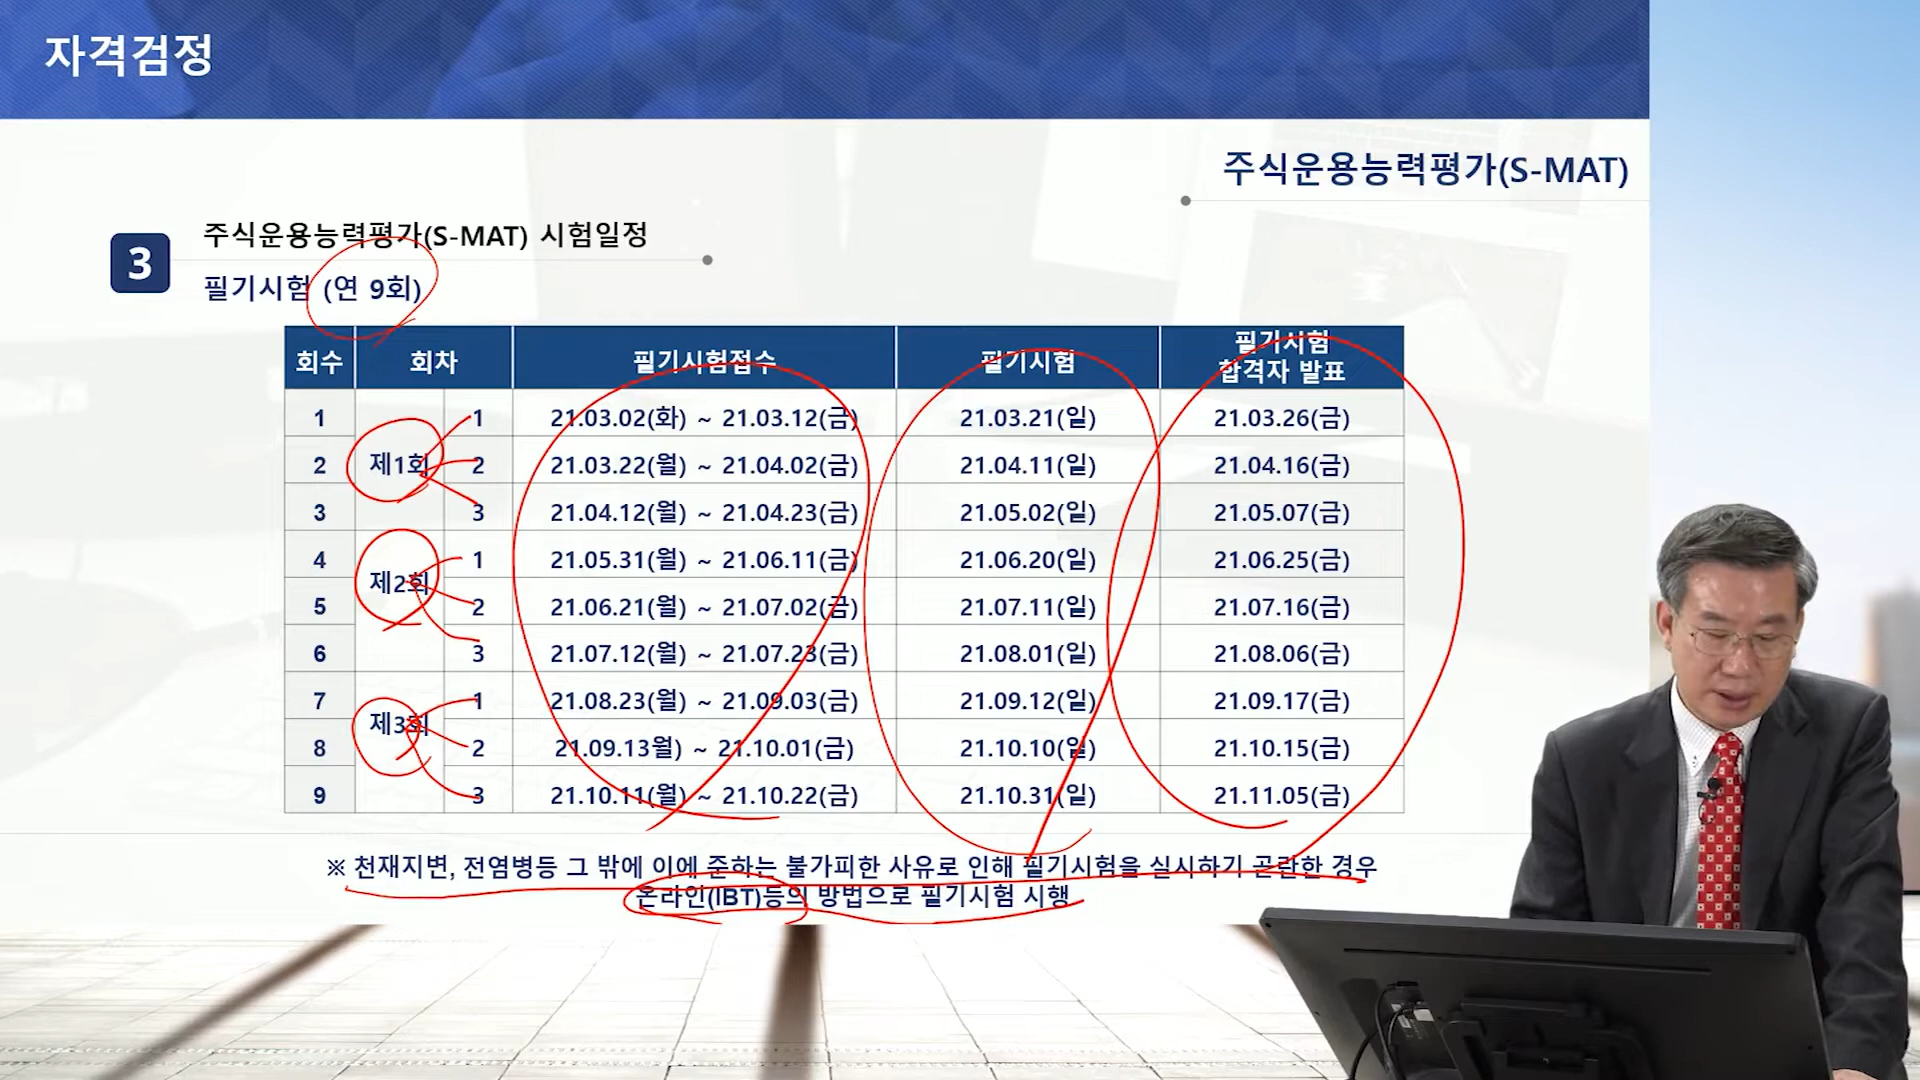 자격검정
주식운용능력평가(S-MAT)
3
주식운용능력평가(S-MAT) 시험일정
필기시험 (연 9회)
회수 회차 필기시험접수 필기시험 필기시험 합격자 발표
1 제1회 1 21.03.02(화) ~ 21.03.12(금) 21.03.21(일) 21.03.26(금)
2 2 21.03.22(월) ~ 21.04.02(금) 21.04.11(일) 21.04.16(금)
3 3 21.04.12(월) ~ 21.04.23(금) 21.05.02(일) 21.05.07(금)
4 제2회 1 21.05.31(월) ~ 21.06.11(금) 21.06.20(일) 21.06.25(금)
5 2 21.06.21(월) ~ 21.07.02(금) 21.07.11(일) 21.07.16(금)
6 3 21.07.12(월) ~ 21.07.23(금) 21.08.01(일) 21.08.06(금)
7 제3회 1 21.08.23(월) ~ 21.09.03(금) 21.09.12(일) 21.09.17(금)
8 2 21.09.13월) ~ 21.10.01(금) 21.10.10(일) 21.10.15(금)
9 3 21.10.11(월) ~ 21.10.22(금) 21.10.31(일) 21.11.05(금)
※ 천재지변, 전염병등 그 밖에 이에 준하는 불가피한 사유로 인해 필기시험을 실시하기 곤란한 경우
온라인(IBT)등의 방법으로 필기시험 시행